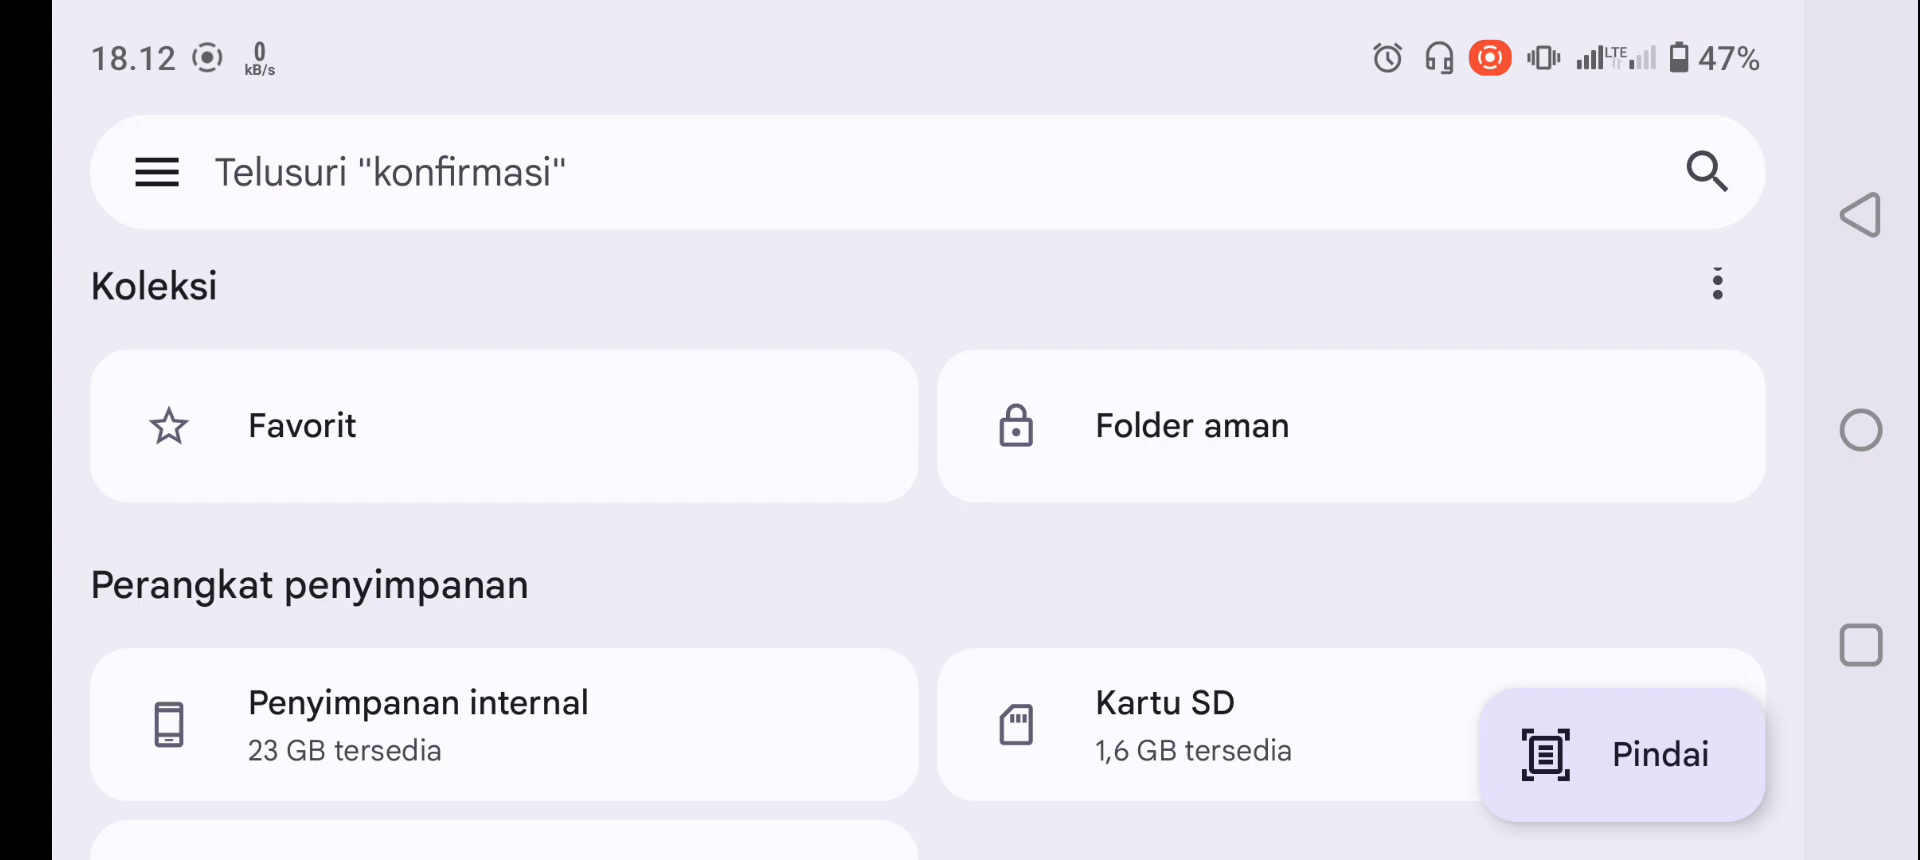 18.12 0 kB/s LTE 47%
Telusuri "konfirmasi"
Koleksi
Favorit
Folder aman
Perangkat penyimpanan
Penyimpanan internal
23 GB tersedia
Kartu SD
1,6 GB tersedia
Pindai